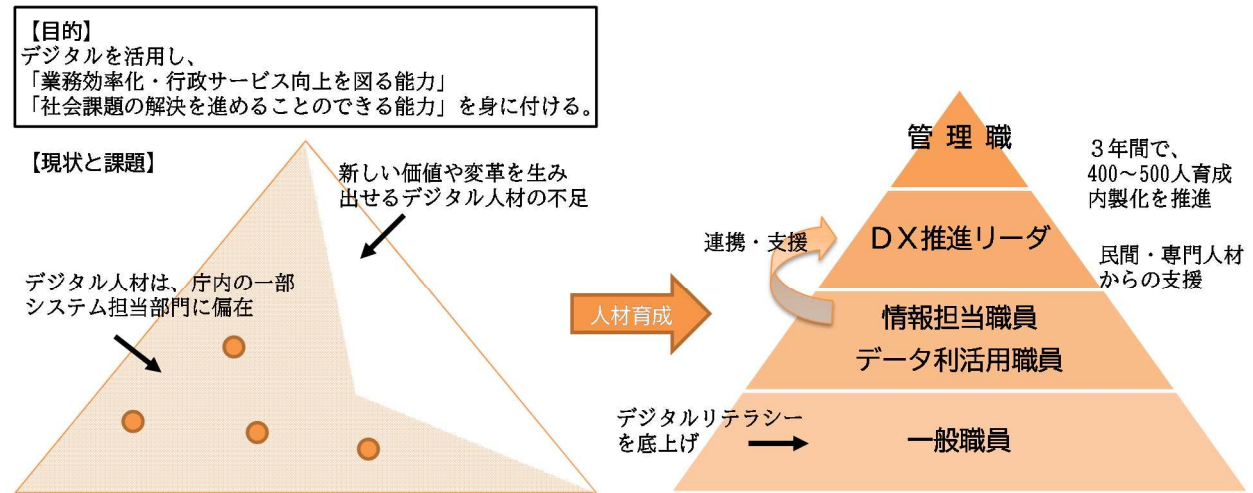 【目的】
デジタルを活用し、
「業務効率化・行政サービス向上を図る能力」
「社会課題の解決を進めることのできる能力」を身に付ける。
【現状と課題】
新しい価値や変革を生み
出せるデジタル人材の不足
デジタル人材は、庁内の一部
システム担当部門に偏在
人材育成
管理職
3年間で、
400～500人育成
内製化を推進
連携・支援
ＤＸ推進リーダ
民間・専門人材
からの支援
情報担当職員
データ利活用職員
デジタルリテラシー
を底上げ
一般職員